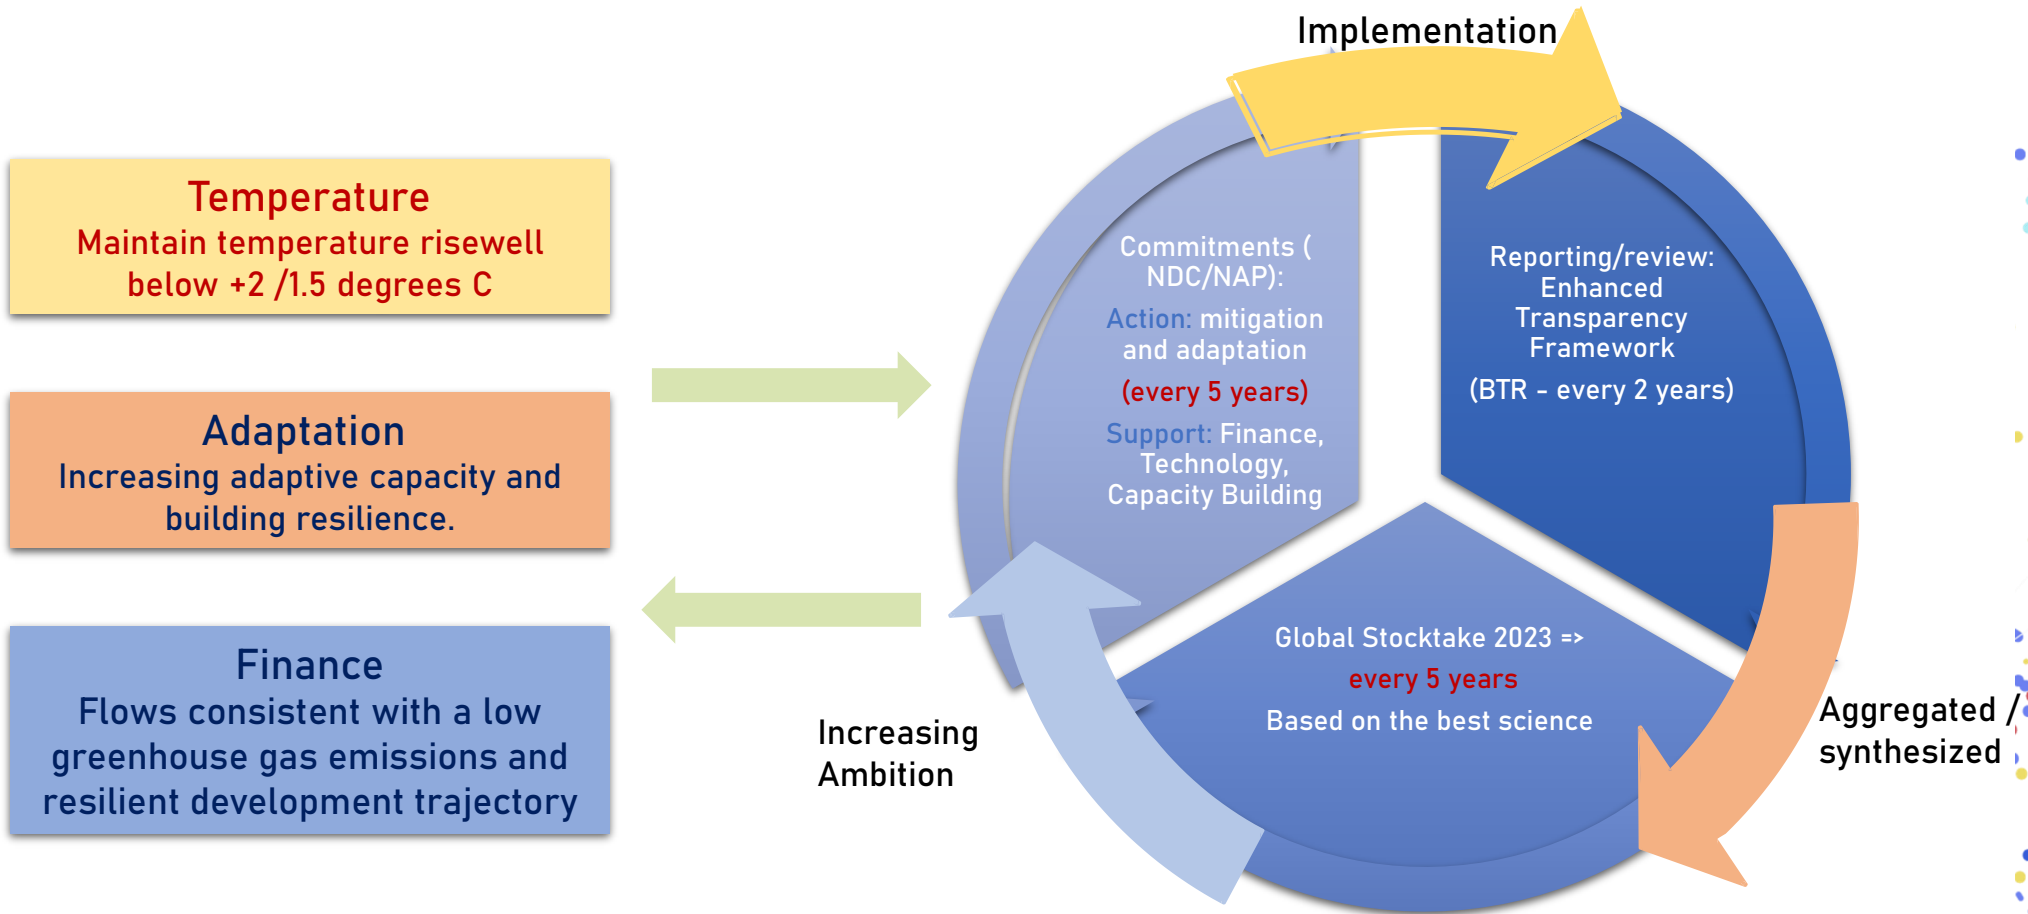 Implementation
Temperature
Maintain temperature risewell
below +2 /1.5 degrees C
Adaptation
Increasing adaptive capacity and
building resilience.
Finance
Flows consistent with a low
greenhouse gas emissions and
resilient development trajectory
Commitments (
NDC/NAP):
Action: mitigation
and adaptation
(every 5 years)
Support: Finance,
Technology,
Capacity Building
Reporting/review:
Enhanced
Transparency
Framework
(BTR - every 2 years)
Global Stocktake 2023 =>
every 5 years
Based on the best science
Increasing
Ambition
Aggregated /
synthesized